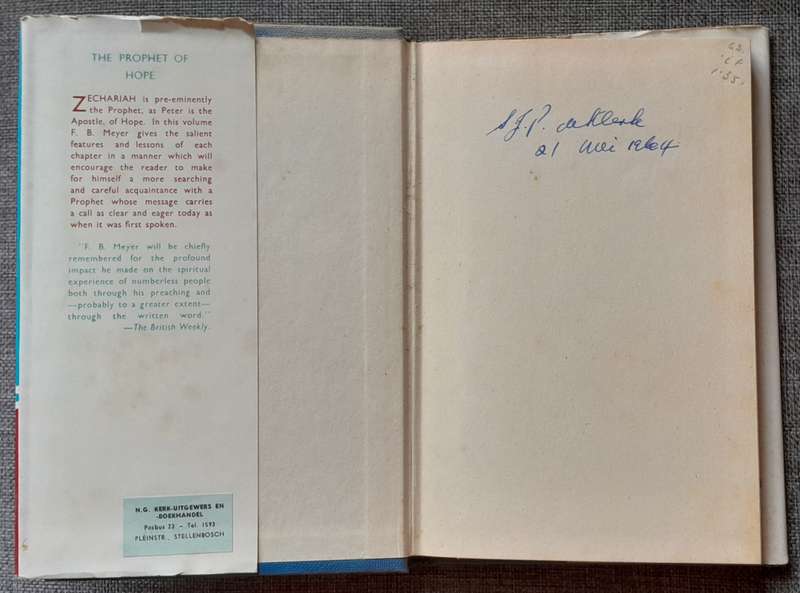 THE PROPHET OF
HOPE
ZECHARIAH is pre-eminently
the Prophet, as Peter is the
Apostle, of Hope. In this volume
F. B. Meyer gives the salient
features and lessons of each
chapter in a manner which will
encourage the reader to make
for himself a more searching
and careful acquaintance with a
Prophet whose message carries
a call as clear and eager today as
when it was first spoken.
"F. B. Meyer will be chiefly
remembered for the profound
impact he made on the spiritual
experience of numberless people
both through his preaching and
—probably to a greater extent—
through the written word."
—The British Weekly.
N.G. KERK-UITGEWERS EN
-BOEKHANDEL
Posbus 23 – Tel. 1593
PLEINSTR., STELLENBOSCH
S.J.P. de Klerk
21 Mei 1964